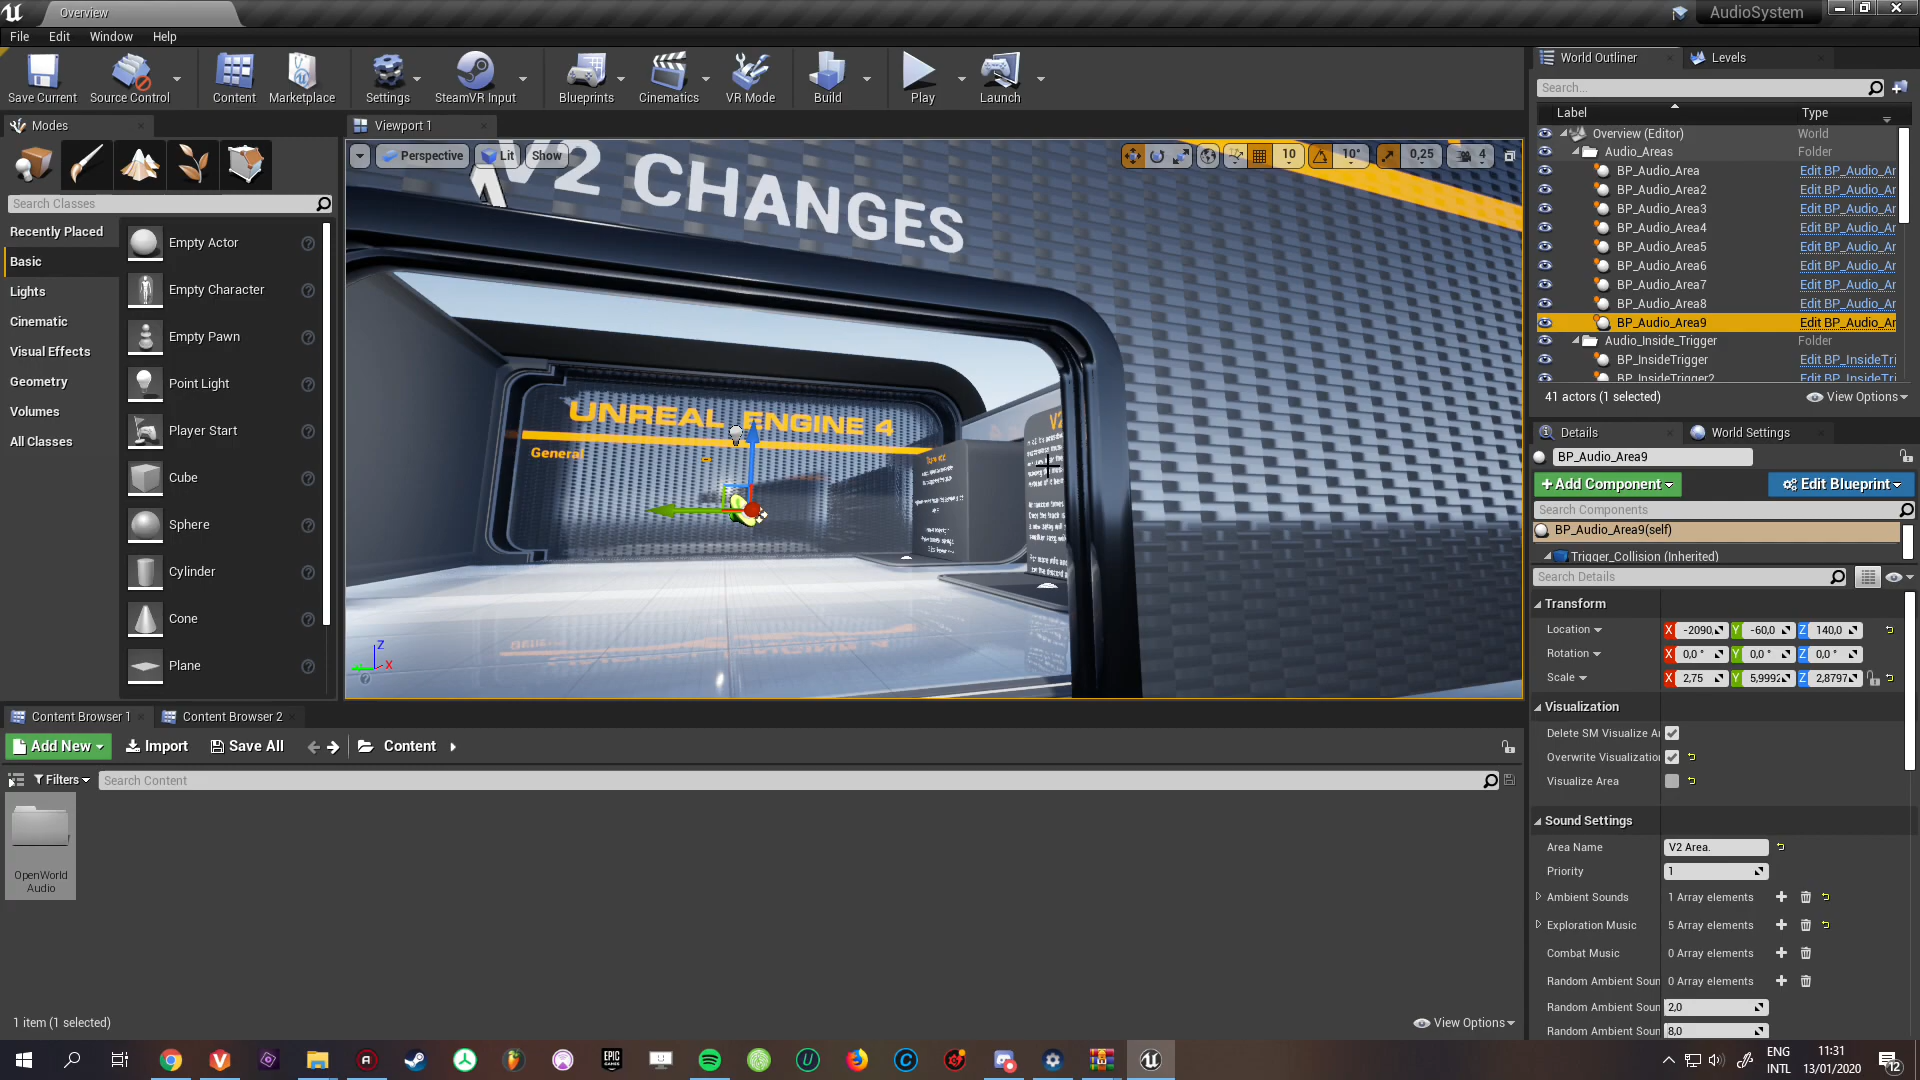 Overview
AudioSystem
File Edit Window Help
Save Current
Source Control
Content
Marketplace
Settings
SteamVR Input
Blueprints
Cinematics
VR Mode
Build
Play
Launch
Modes
Search Classes
Recently Placed
Basic
Lights
Cinematic
Visual Effects
Geometry
Volumes
All Classes
Empty Actor
Empty Character
Empty Pawn
Point Light
Player Start
Cube
Sphere
Cylinder
Cone
Plane
Viewport 1
Perspective Lit Show
10 10° 0,25 4
V2 CHANGES
UNREAL ENGINE 4
General
Z
X
World Outliner Levels
Search...
Label Type
Overview (Editor) World
Audio_Areas Folder
BP_Audio_Area Edit BP_Audio_Ar
BP_Audio_Area2 Edit BP_Audio_Ar
BP_Audio_Area3 Edit BP_Audio_Ar
BP_Audio_Area4 Edit BP_Audio_Ar
BP_Audio_Area5 Edit BP_Audio_Ar
BP_Audio_Area6 Edit BP_Audio_Ar
BP_Audio_Area7 Edit BP_Audio_Ar
BP_Audio_Area8 Edit BP_Audio_Ar
BP_Audio_Area9 Edit BP_Audio_Ar
Audio_Inside_Trigger Folder
BP_InsideTrigger Edit BP_InsideTri
BP_InsideTrigger2 Edit BP_InsideTri
41 actors (1 selected) View Options
Details World Settings
BP_Audio_Area9
+Add Component Edit Blueprint
Search Components
BP_Audio_Area9(self)
Trigger_Collision (Inherited)
Search Details
Transform
Location X -2090, Y -60,0 Z 140,0
Rotation X 0,0 ° Y 0,0 ° Z 0,0 °
Scale X 2,75 Y 5,9992 Z 2,8797
Visualization
Delete SM Visualize Ar
Overwrite Visualization
Visualize Area
Sound Settings
Area Name V2 Area.
Priority 1
Ambient Sounds 1 Array elements
Exploration Music 5 Array elements
Combat Music 0 Array elements
Random Ambient Soun 0 Array elements
Random Ambient Soun 2,0
Random Ambient Soun 8,0
Content Browser 1 Content Browser 2
Add New Import Save All Content
Filters Search Content
OpenWorld
Audio
1 item (1 selected) View Options
EPIC
GAMES
ENG
INTL
11:31
13/01/2020
12